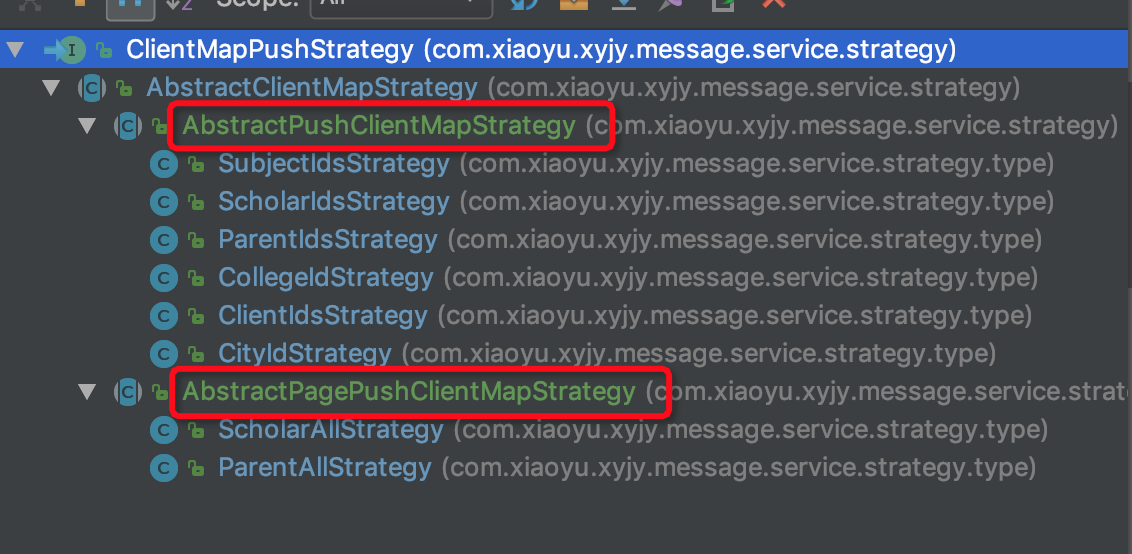 Scope: All
ClientMapPushStrategy (com.xiaoyu.xyjy.message.service.strategy)
AbstractClientMapStrategy (com.xiaoyu.xyjy.message.service.strategy)
AbstractPushClientMapStrategy (com.xiaoyu.xyjy.message.service.strategy)
SubjectIdsStrategy (com.xiaoyu.xyjy.message.service.strategy.type)
ScholarIdsStrategy (com.xiaoyu.xyjy.message.service.strategy.type)
ParentIdsStrategy (com.xiaoyu.xyjy.message.service.strategy.type)
CollegeIdStrategy (com.xiaoyu.xyjy.message.service.strategy.type)
ClientIdsStrategy (com.xiaoyu.xyjy.message.service.strategy.type)
CityIdStrategy (com.xiaoyu.xyjy.message.service.strategy.type)
AbstractPagePushClientMapStrategy (com.xiaoyu.xyjy.message.service.strat
ScholarAllStrategy (com.xiaoyu.xyjy.message.service.strategy.type)
ParentAllStrategy (com.xiaoyu.xyjy.message.service.strategy.type)